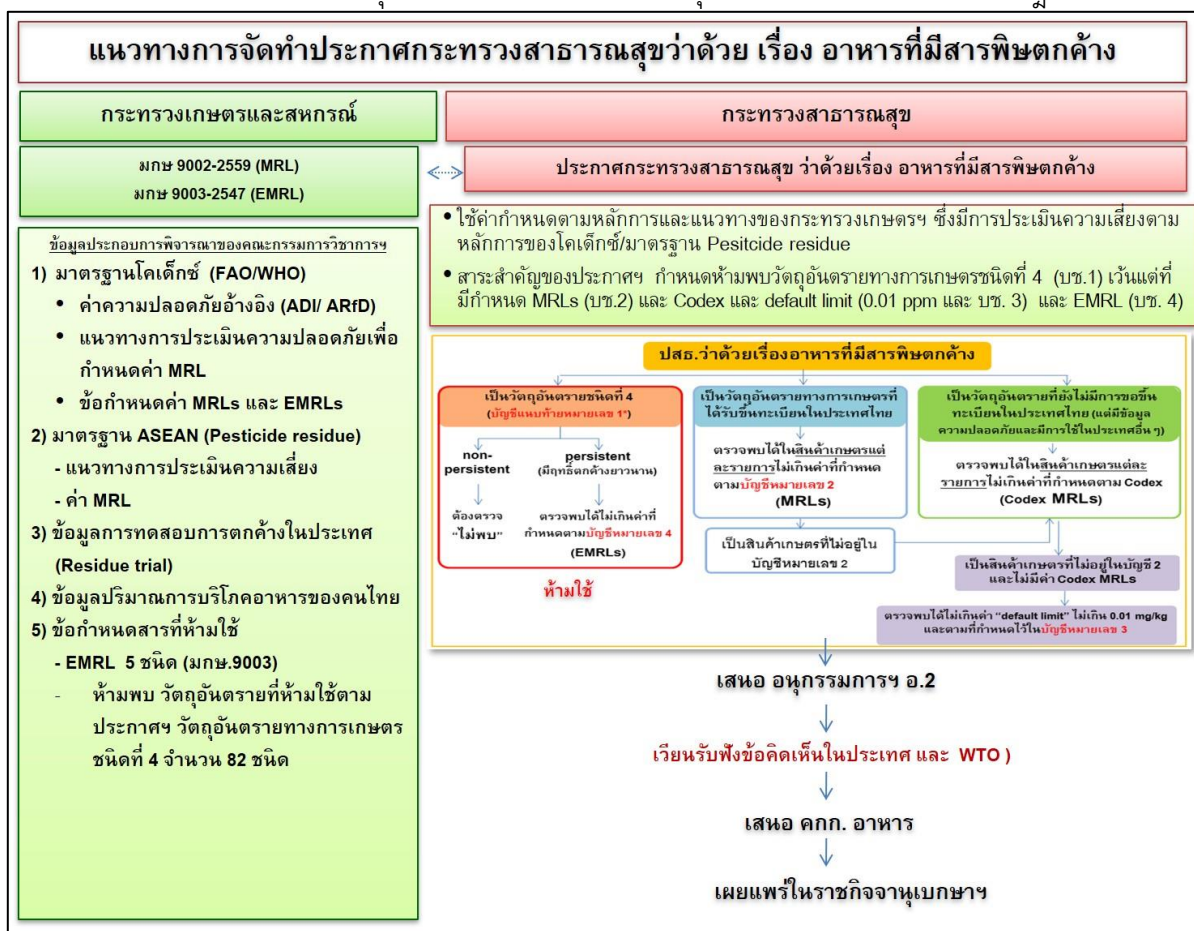 แนวทางการจัดทำประกาศกระทรวงสาธารณสุขว่าด้วย เรื่อง อาหารที่มีสารพิษตกค้าง
กระทรวงเกษตรและสหกรณ์
กระทรวงสาธารณสุข
มกษ 9002-2559 (MRL)
มกษ 9003-2547 (EMRL)
ประกาศกระทรวงสาธารณสุข ว่าด้วยเรื่อง อาหารที่มีสารพิษตกค้าง
ข้อมูลประกอบการพิจารณาของคณะกรรมการวิชาการฯ
1) มาตรฐานโคเด็กซ์ (FAO/WHO)
• ค่าความปลอดภัยอ้างอิง (ADI/ ARfD)
• แนวทางการประเมินความปลอดภัยเพื่อ
กำหนดค่า MRL
• ข้อกำหนดค่า MRLs และ EMRLs
2) มาตรฐาน ASEAN (Pesticide residue)
- แนวทางการประเมินความเสี่ยง
- ค่า MRL
3) ข้อมูลการทดสอบการตกค้างในประเทศ
(Residue trial)
4) ข้อมูลปริมาณการบริโภคอาหารของคนไทย
5) ข้อกำหนดสารที่ห้ามใช้
- EMRL 5 ชนิด (มกษ.9003)
- ห้ามพบ วัตถุอันตรายที่ห้ามใช้ตาม
ประกาศฯ วัตถุอันตรายทางการเกษตร
ชนิดที่ 4 จำนวน 82 ชนิด
• ใช้ค่ากำหนดตามหลักการและแนวทางของกระทรวงเกษตรฯ ซึ่งมีการประเมินความเสี่ยงตาม
หลักการของโคเด็กซ์/มาตรฐาน Pesitcide residue
• สาระสำคัญของประกาศฯ กำหนดห้ามพบวัตถุอันตรายทางการเกษตรชนิดที่ 4 (บช.1) เว้นแต่ที่
มีกำหนด MRLs (บช.2) และ Codex และ default limit (0.01 ppm และ บช. 3) และ EMRL (บช. 4)
ปสธ.ว่าด้วยเรื่องอาหารที่มีสารพิษตกค้าง
เป็นวัตถุอันตรายชนิดที่ 4
(บัญชีแนบท้ายหมายเลข 1*)
non-
persistent
persistent
(มีฤทธิ์ตกค้างยาวนาน)
ต้องตรวจ
“ไม่พบ”
ตรวจพบได้ไม่เกินค่าที่
กำหนดตามบัญชีหมายเลข 4
(EMRLs)
ห้ามใช้
เป็นวัตถุอันตรายทางการเกษตรที่
ได้รับขึ้นทะเบียนในประเทศไทย
ตรวจพบได้ในสินค้าเกษตรแต่
ละรายการไม่เกินค่าที่กำหนด
ตามบัญชีหมายเลข 2
(MRLs)
เป็นสินค้าเกษตรที่ไม่อยู่ใน
บัญชีหมายเลข 2
เป็นวัตถุอันตรายที่ยังไม่มีการขอขึ้น
ทะเบียนในประเทศไทย (แต่มีข้อมูล
ความปลอดภัยและมีการใช้ในประเทศอื่น ๆ)
ตรวจพบได้ในสินค้าเกษตรแต่ละ
รายการไม่เกินค่าที่กำหนดตาม Codex
(Codex MRLs)
เป็นสินค้าเกษตรที่ไม่อยู่ในบัญชี 2
และไม่มีค่า Codex MRLs
ตรวจพบได้ไม่เกินค่า “default limit” ไม่เกิน 0.01 mg/kg
และตามที่กำหนดไว้ในบัญชีหมายเลข 3
เสนอ อนุกรรมการฯ อ.2
เวียนรับฟังข้อคิดเห็นในประเทศ และ WTO )
เสนอ คกก. อาหาร
เผยแพร่ในราชกิจจานุเบกษาฯ